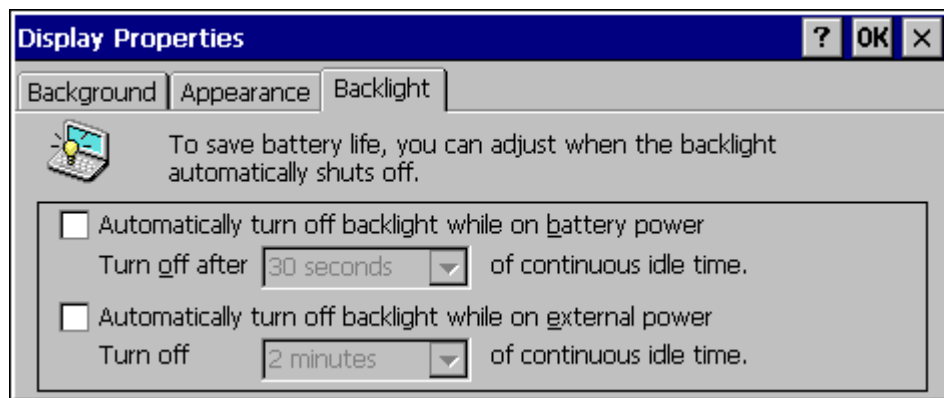 Display Properties ? OK ×
Background Appearance Backlight
To save battery life, you can adjust when the backlight
automatically shuts off.
Automatically turn off backlight while on battery power
Turn off after 30 seconds of continuous idle time.
Automatically turn off backlight while on external power
Turn off 2 minutes of continuous idle time.